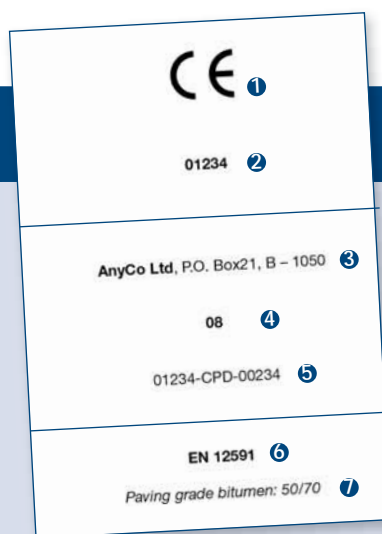 CE 1
01234 2
AnyCo Ltd, P.O. Box21, B – 1050 3
08 4
01234-CPD-00234 5
EN 12591 6
Paving grade bitumen: 50/70 7